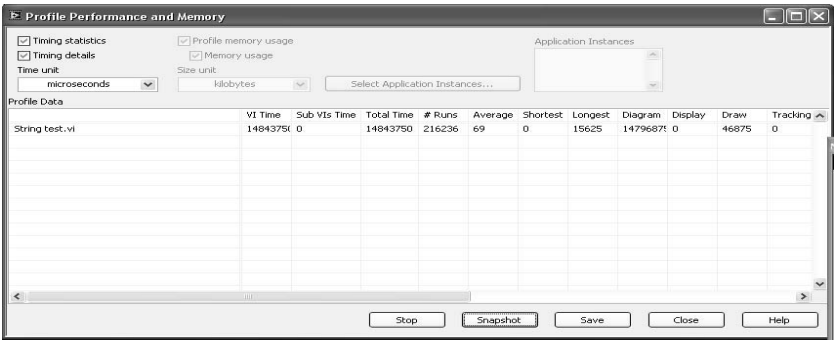 Profile Performance and Memory
Timing statistics
Timing details
Time unit
microseconds
Profile memory usage
Memory usage
Size unit
kilobytes
Select Application Instances...
Application Instances
Profile Data
VI Time Sub VIs Time Total Time # Runs Average Shortest Longest Diagram Display Draw Tracking
String test.vi 1484375( 0 14843750 216236 69 0 15625 1479687! 0 46875 0
Stop Snapshot Save Close Help